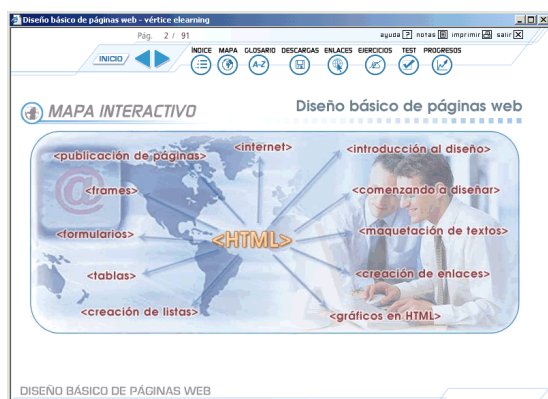 Diseño básico de páginas web - vértice elearning
Pág. 2 / 91
ayuda ? notas imprimir salir X
INICIO
ÍNDICE MAPA GLOSARIO DESCARGAS ENLACES EJERCICIOS TEST PROGRESOS
A-Z
MAPA INTERACTIVO
Diseño básico de páginas web
<internet>
<introducción al diseño>
<publicación de páginas>
<frames>
<comenzando a diseñar>
<formularios>
<HTML>
<maquetación de textos>
<tablas>
<creación de enlaces>
<creación de listas>
<gráficos en HTML>
@
DISEÑO BÁSICO DE PÁGINAS WEB